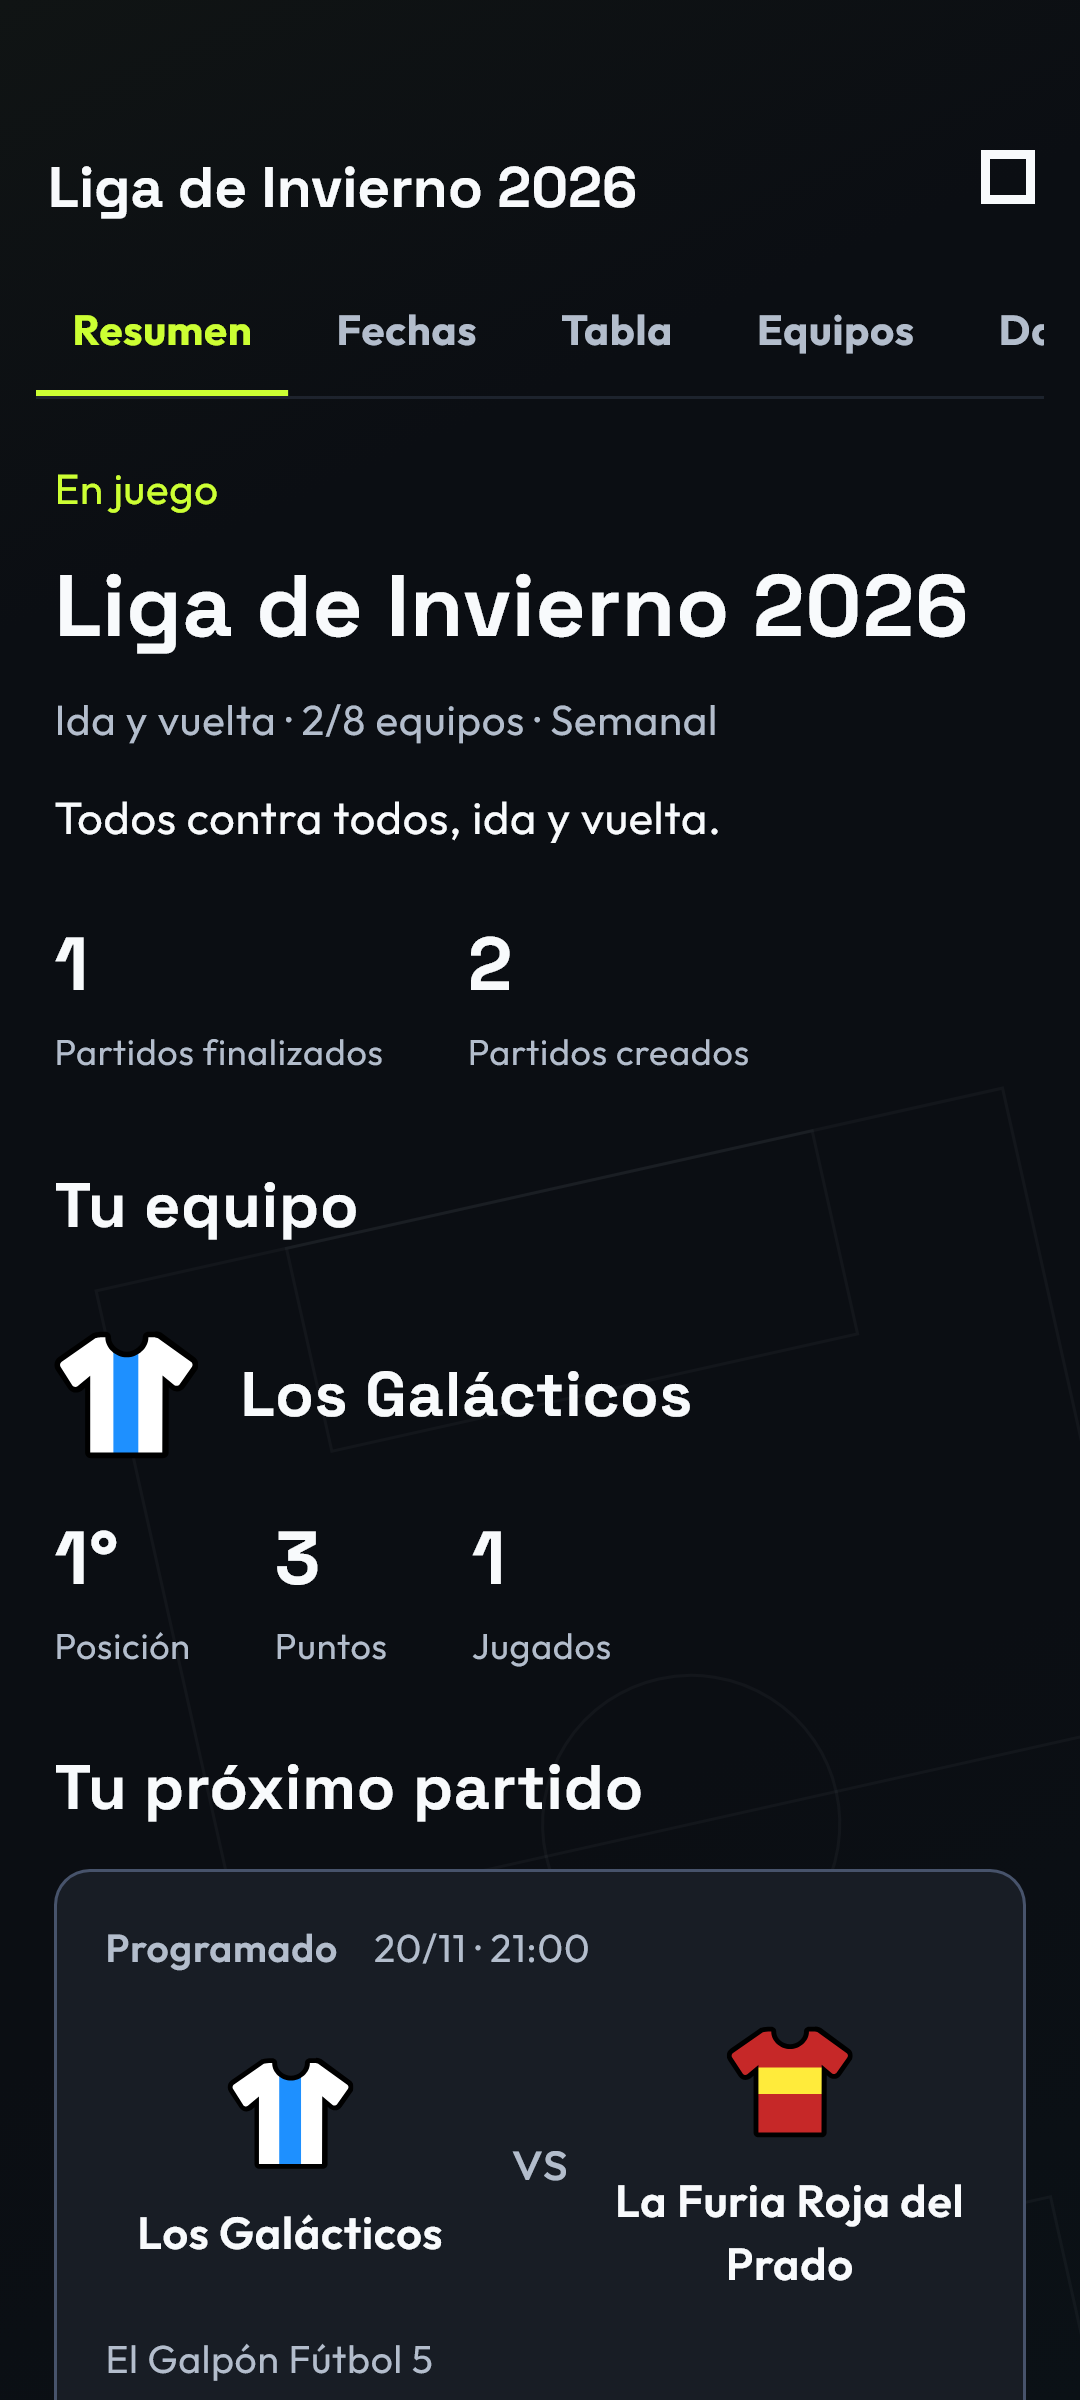 Liga de Invierno 2026
Resumen Fechas Tabla Equipos
En juego
Liga de Invierno 2026
Ida y vuelta · 2/8 equipos · Semanal
Todos contra todos, ida y vuelta.
1 2
Partidos finalizados Partidos creados
Tu equipo
Los Galácticos
1° 3 1
Posición Puntos Jugados
Tu próximo partido
Programado 20/11 · 21:00
Los Galácticos vs La Furia Roja del
Prado
El Galpón Fútbol 5